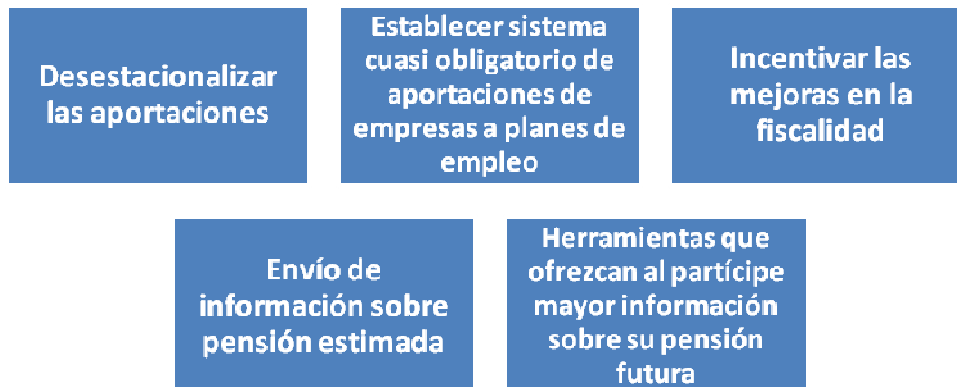 Desestacionalizar
las aportaciones
Establecer sistema
cuasi obligatorio de
aportaciones de
empresas a planes de
empleo
Incentivar las
mejoras en la
fiscalidad
Envío de
información sobre
pensión estimada
Herramientas que
ofrezcan al partícipe
mayor información
sobre su pensión
futura